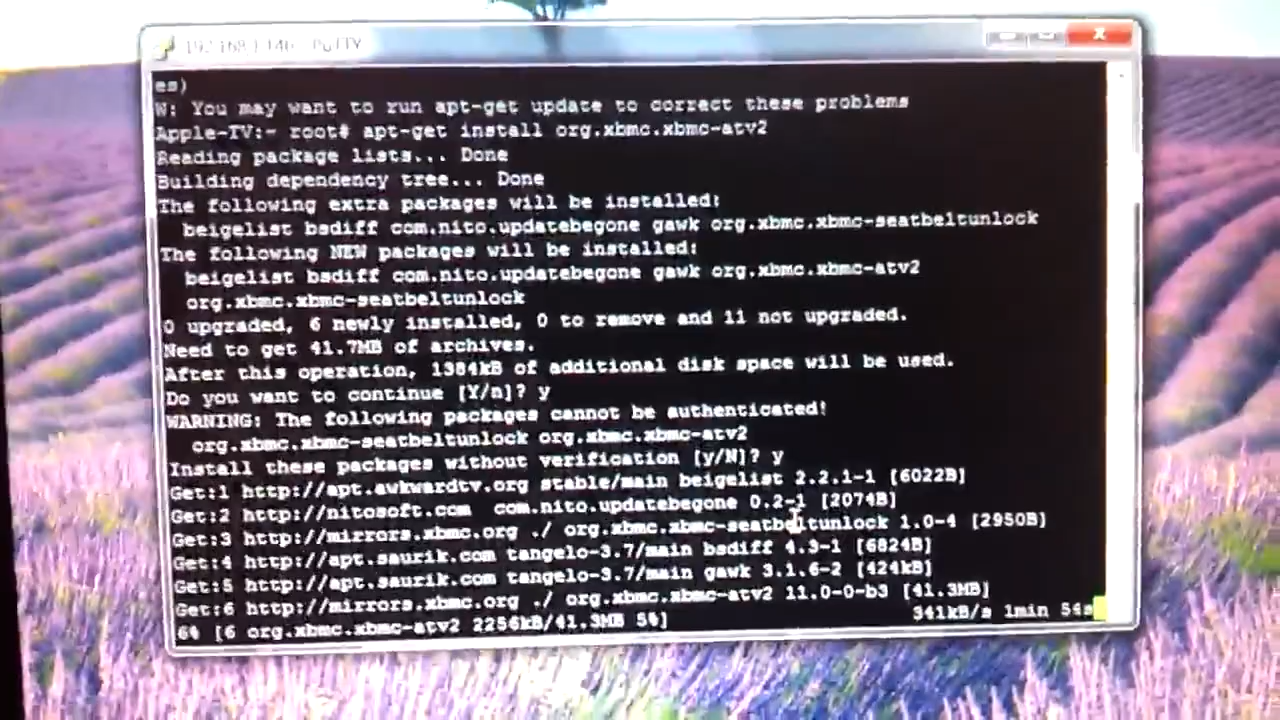 192.168.1.146 - PuTTY
es)
W: You may want to run apt-get update to correct these problems
Apple-TV:~ root# apt-get install org.xbmc.xbmc-atv2
Reading package lists... Done
Building dependency tree... Done
The following extra packages will be installed:
beigelist bsdiff com.nito.updatebegone gawk org.xbmc.xbmc-seatbeltunlock
The following NEW packages will be installed:
beigelist bsdiff com.nito.updatebegone gawk org.xbmc.xbmc-atv2
org.xbmc.xbmc-seatbeltunlock
0 upgraded, 6 newly installed, 0 to remove and 11 not upgraded.
Need to get 41.7MB of archives.
After this operation, 1384kB of additional disk space will be used.
Do you want to continue [Y/n]? y
WARNING: The following packages cannot be authenticated!
org.xbmc.xbmc-seatbeltunlock org.xbmc.xbmc-atv2
Install these packages without verification [y/N]? y
Get:1 http://apt.awkwardtv.org stable/main beigelist 2.2.1-1 [6022B]
Get:2 http://nitosoft.com  com.nito.updatebegone 0.2-1 [2074B]
Get:3 http://mirrors.xbmc.org ./ org.xbmc.xbmc-seatbeltunlock 1.0-4 [2950B]
Get:4 http://apt.saurik.com tangelo-3.7/main bsdiff 4.3-1 [6824B]
Get:5 http://apt.saurik.com tangelo-3.7/main gawk 3.1.6-2 [424kB]
Get:6 http://mirrors.xbmc.org ./ org.xbmc.xbmc-atv2 11.0-0-b3 [41.3MB]
6% [6 org.xbmc.xbmc-atv2 2256kB/41.3MB 5%] 341kB/s 1min 54s